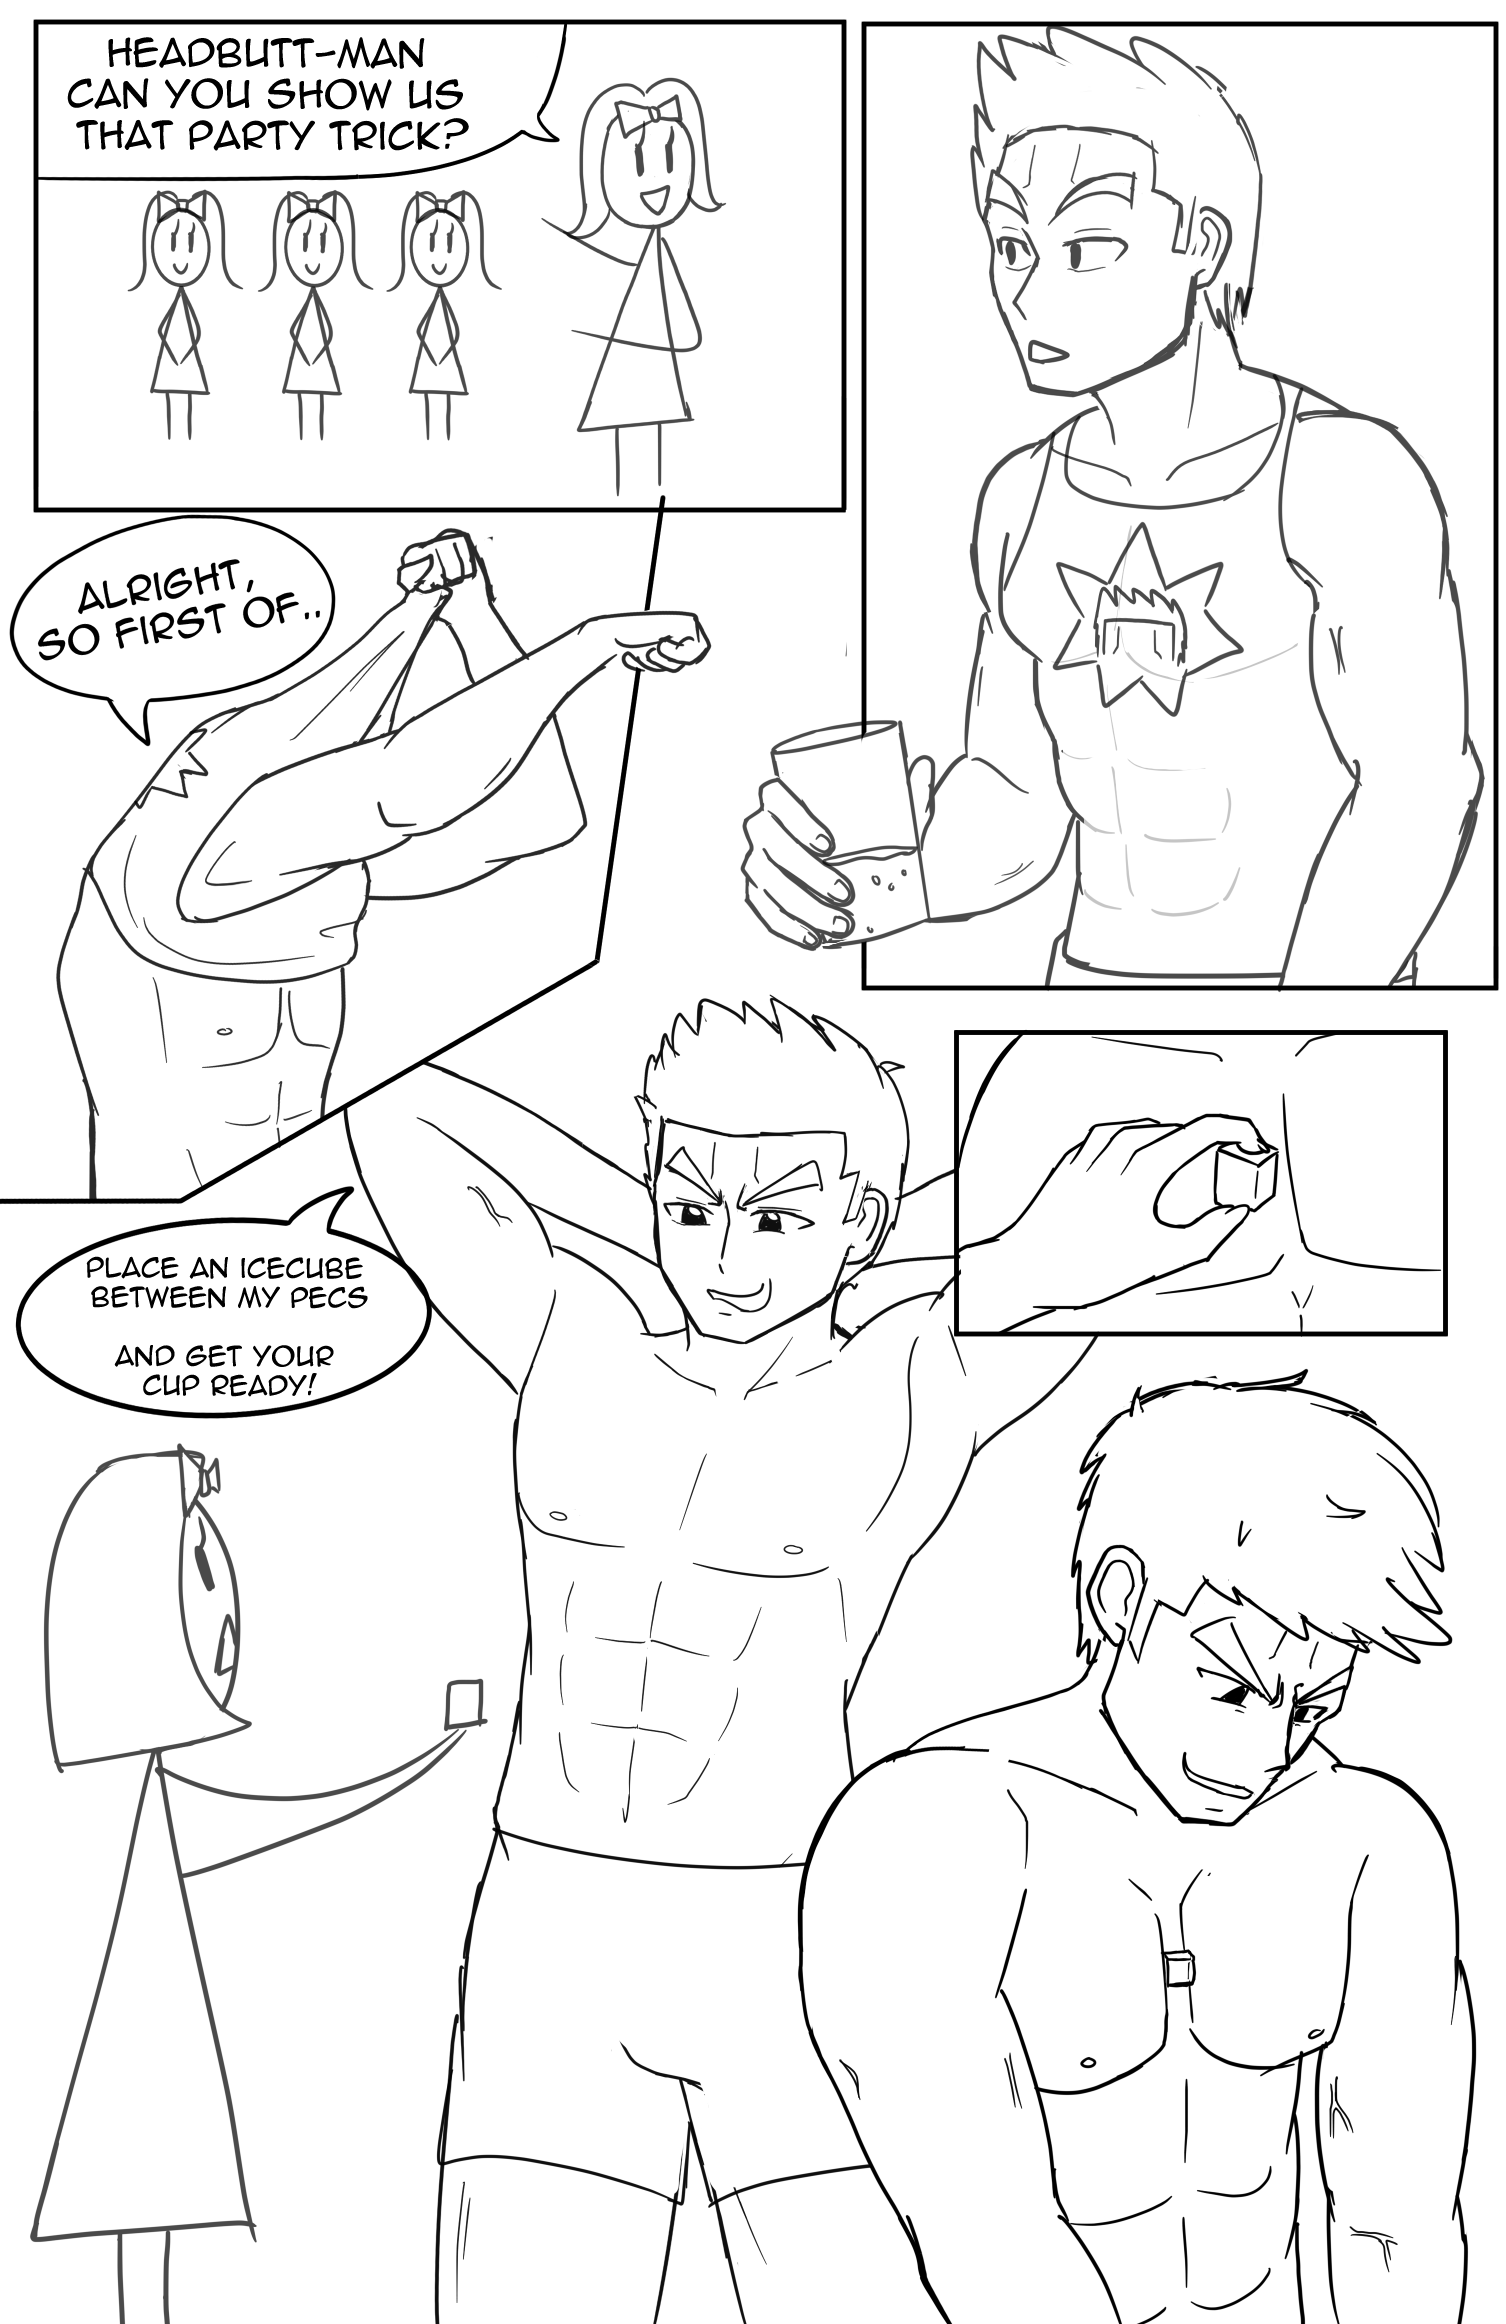 HEADBUTT-MAN
CAN YOU SHOW US
THAT PARTY TRICK?
ALRIGHT,
SO FIRST OF..
PLACE AN ICECUBE
BETWEEN MY PECS
AND GET YOUR
CUP READY!